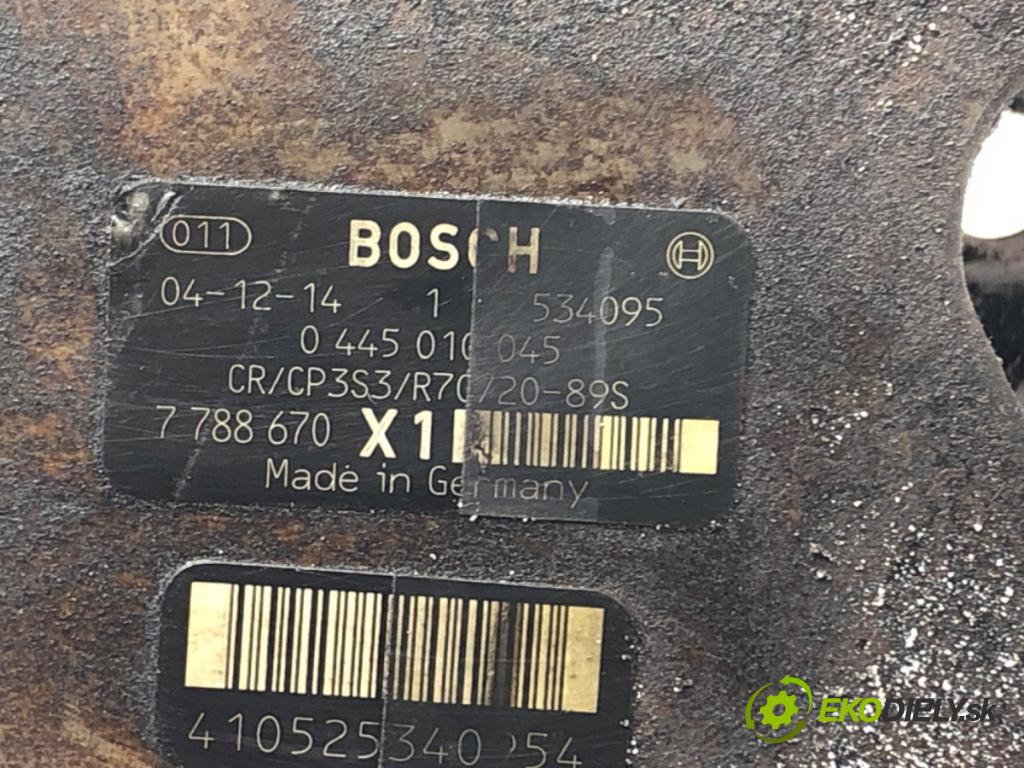 011 BOSCH
04-12-14 1 534095
0 445 010 045
CR/CP3S3/R70/20-89S
7 788 670 X1
Made in Germany
EKODIELY.sk